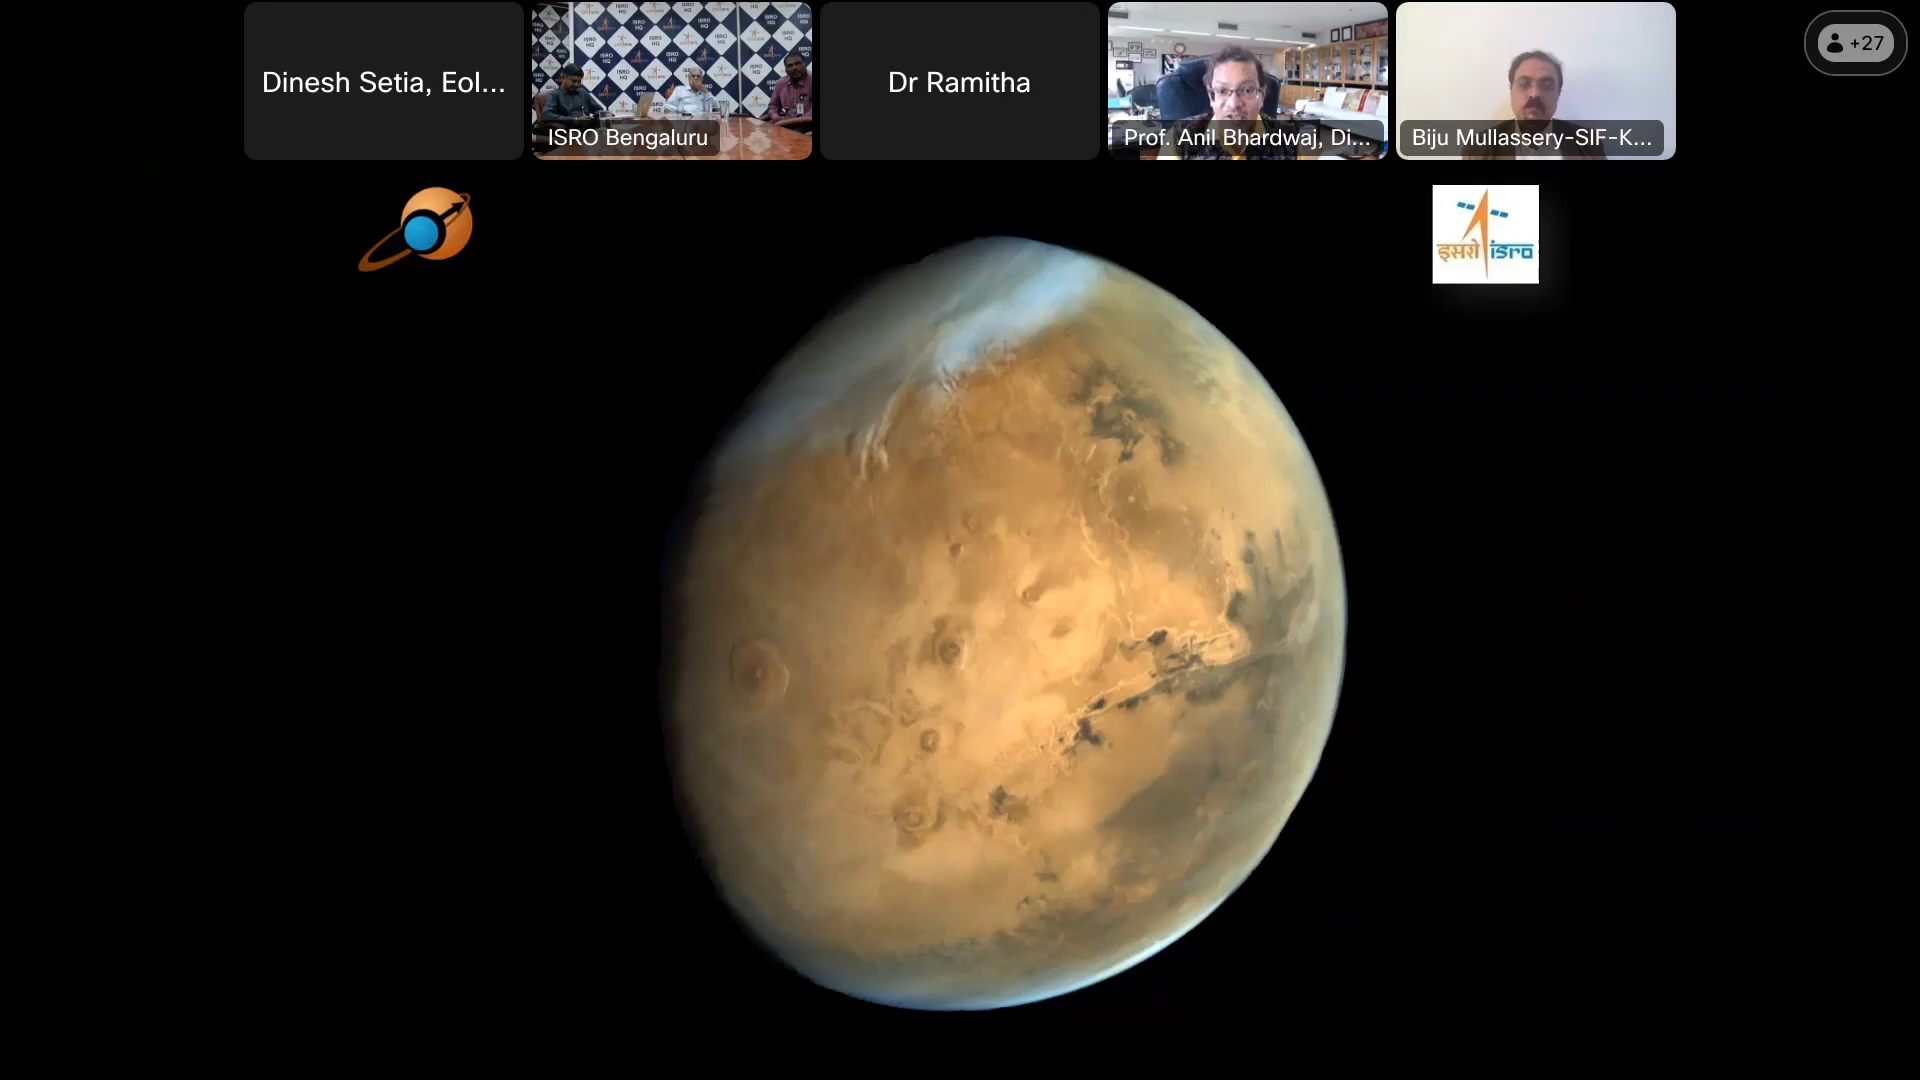 Dinesh Setia, Eol...
ISRO Bengaluru
Dr Ramitha
Prof. Anil Bhardwaj, Di...
Biju Mullassery-SIF-K...
+27
इसरो isro